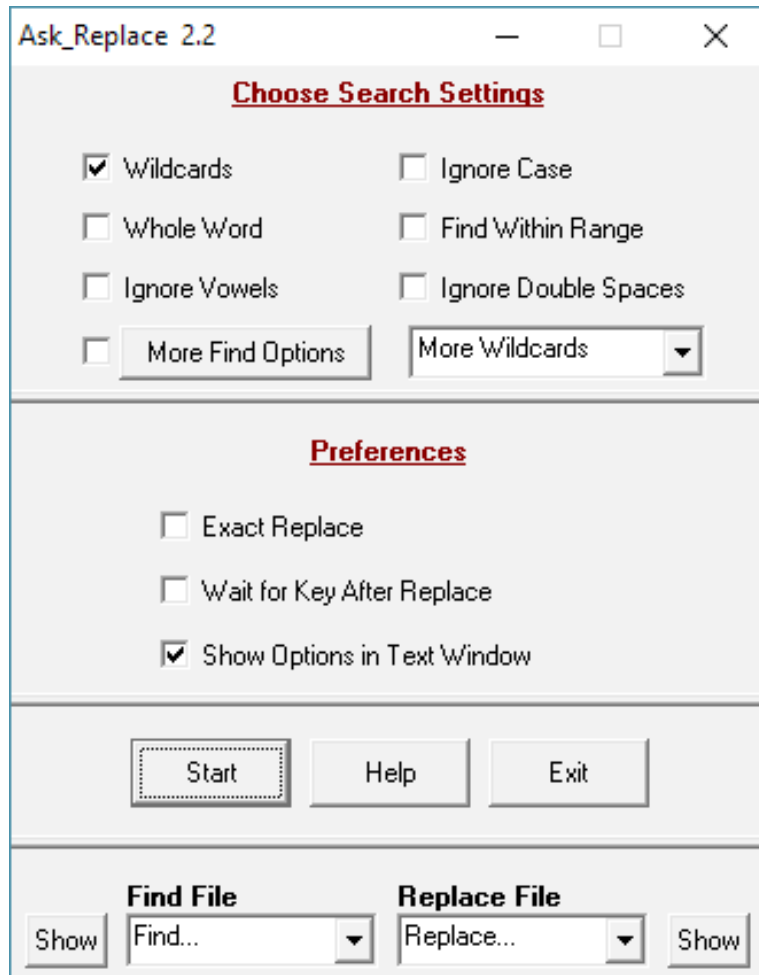 Ask_Replace 2.2
Choose Search Settings
Wildcards Ignore Case
Whole Word Find Within Range
Ignore Vowels Ignore Double Spaces
More Find Options More Wildcards
Preferences
Exact Replace
Wait for Key After Replace
Show Options in Text Window
Start Help Exit
Find File Replace File
Show Find... Replace... Show